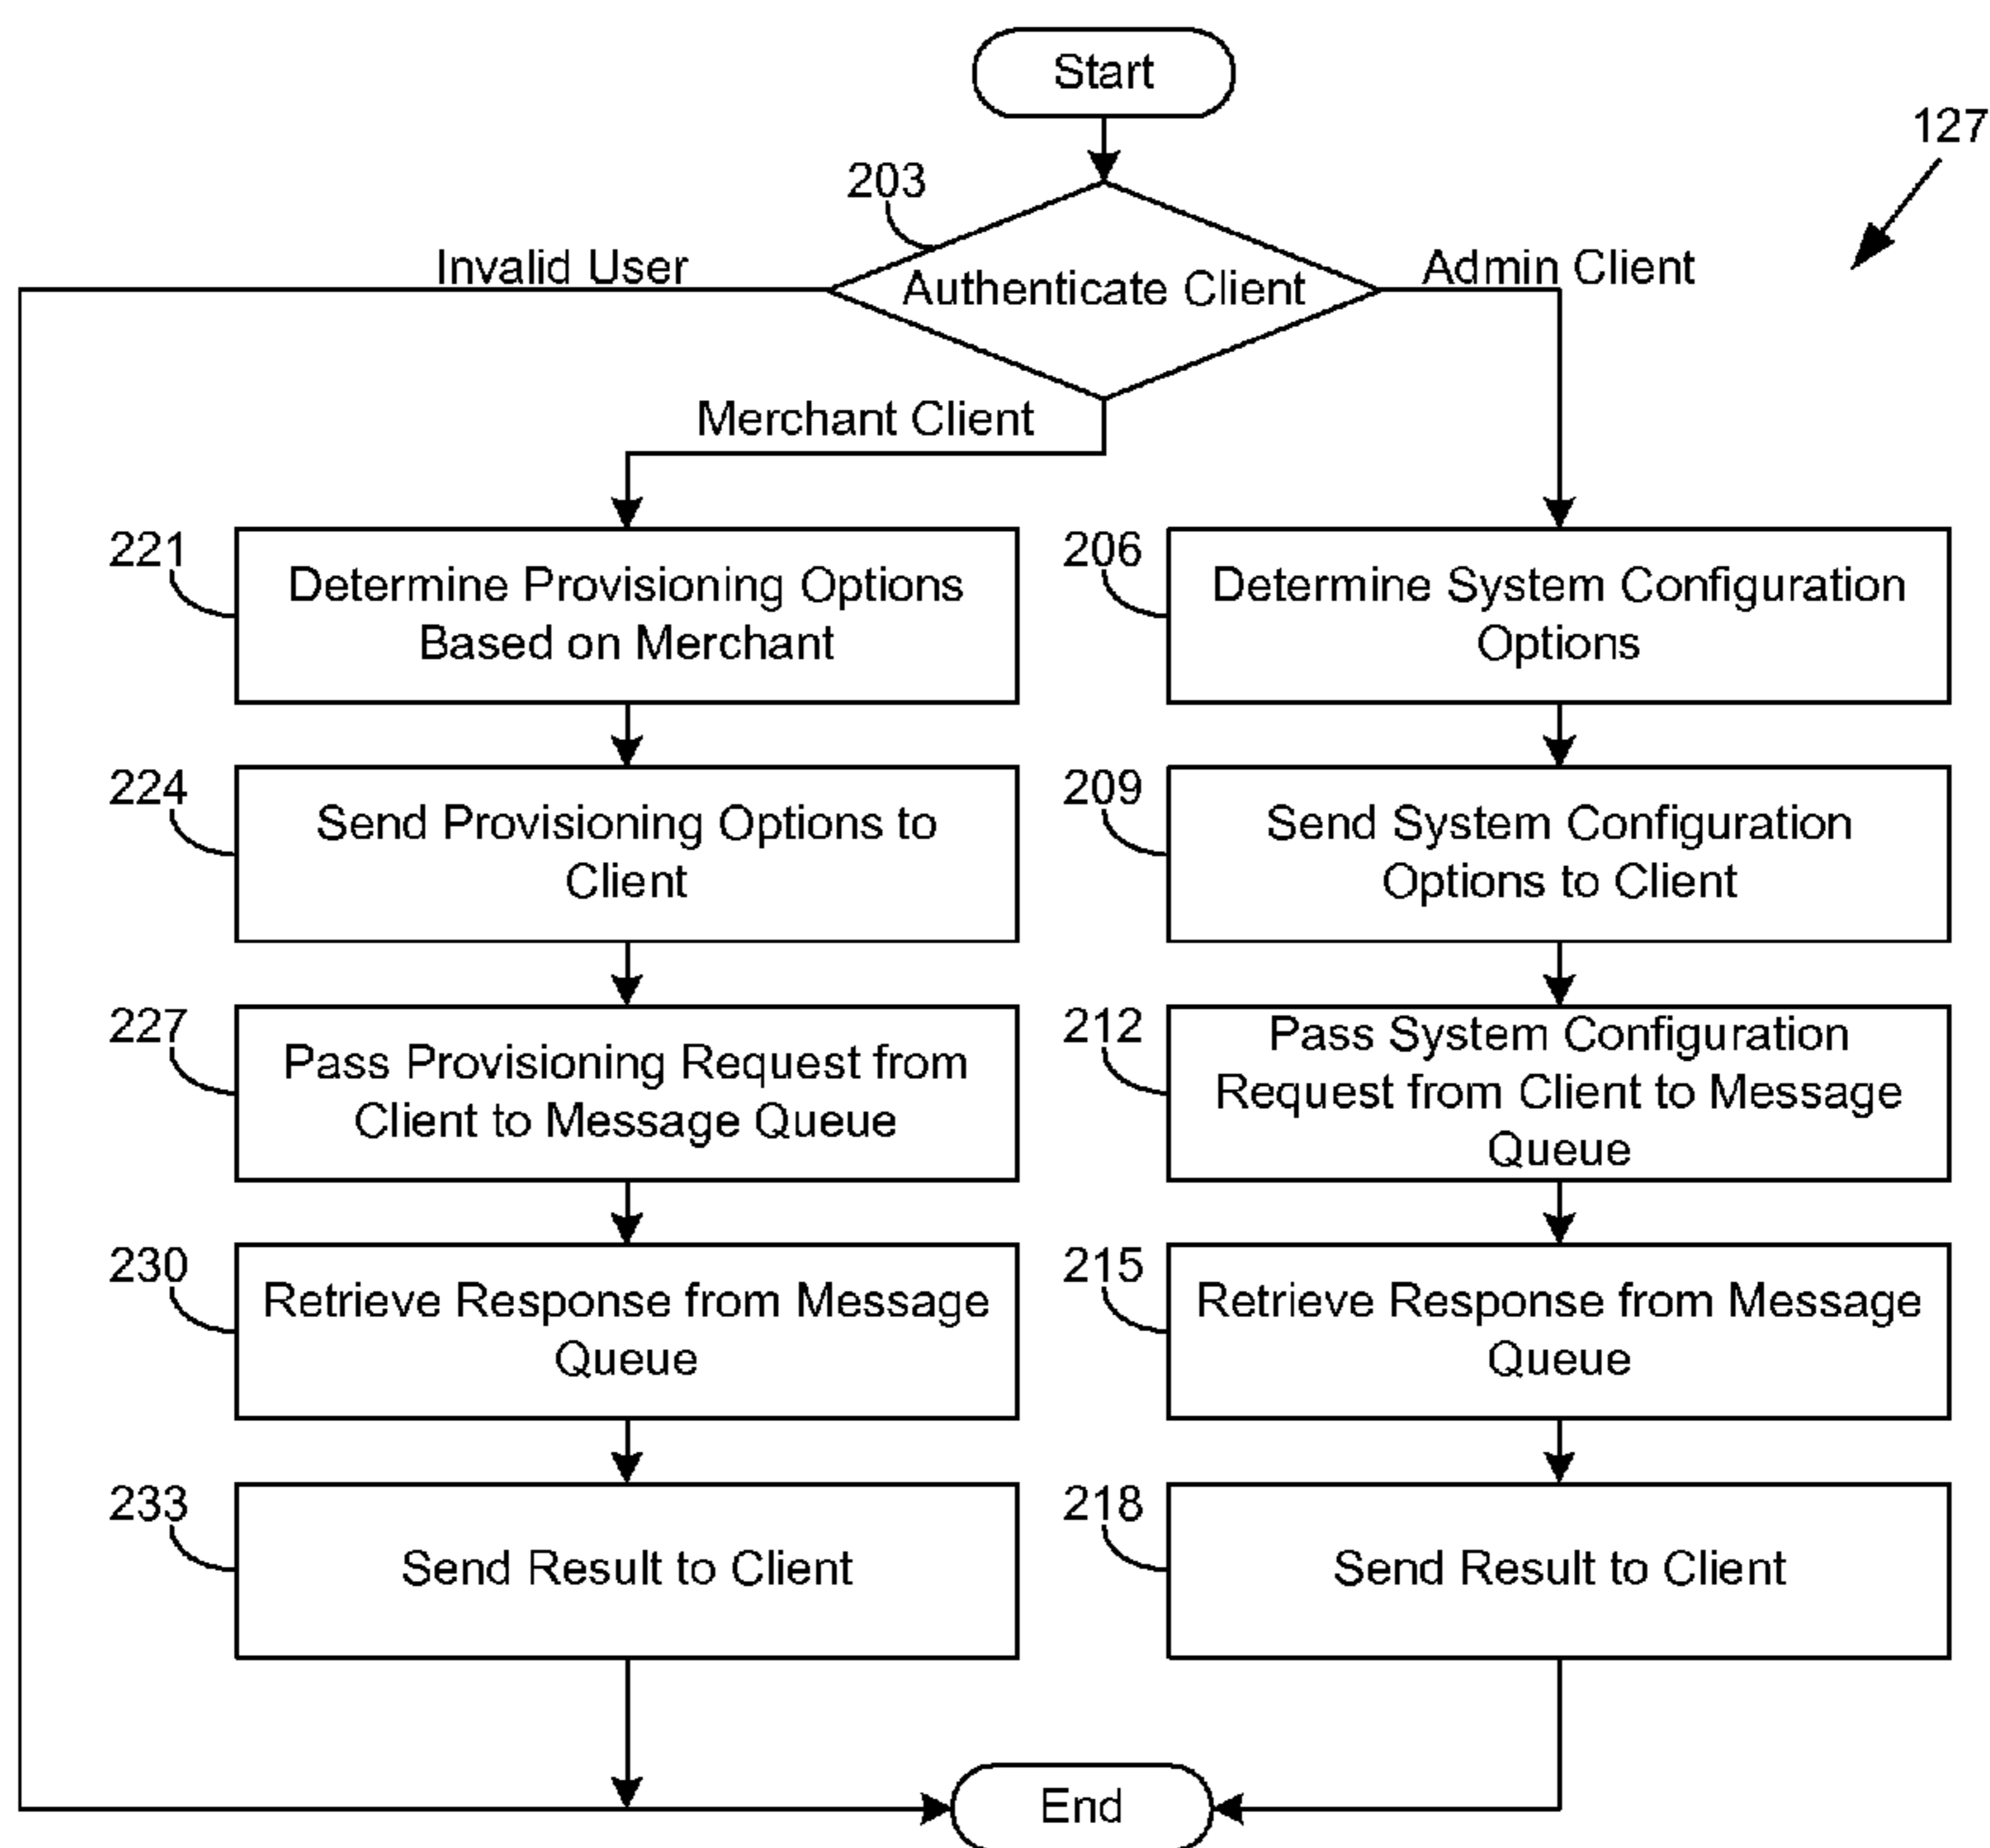 Start
127
203
Invalid User
Authenticate Client
Admin Client
Merchant Client
221
Determine Provisioning Options
Based on Merchant
206
Determine System Configuration
Options
224
Send Provisioning Options to
Client
209
Send System Configuration
Options to Client
227
Pass Provisioning Request from
Client to Message Queue
212
Pass System Configuration
Request from Client to Message
Queue
230
Retrieve Response from Message
Queue
215
Retrieve Response from Message
Queue
233
Send Result to Client
218
Send Result to Client
End